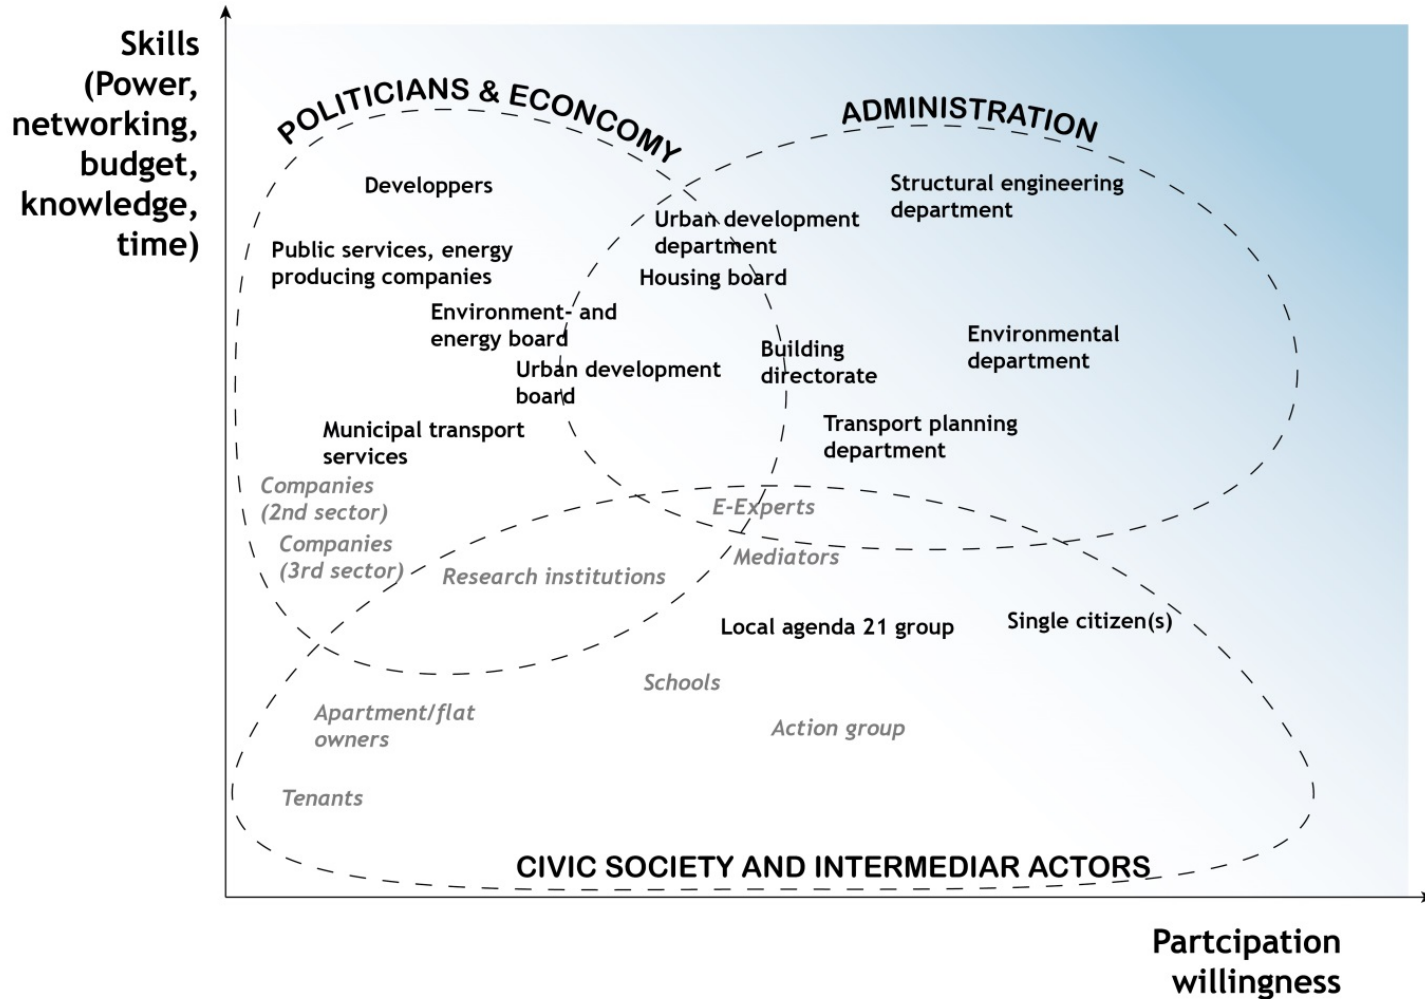 Skills
(Power,
networking,
budget,
knowledge,
time)
POLITICIANS & ECONCOMY
ADMINISTRATION
Developpers
Structural engineering
department
Urban development
department
Public services, energy
producing companies
Housing board
Environment- and
energy board
Environmental
department
Building
directorate
Urban development
board
Transport planning
department
Municipal transport
services
Companies
(2nd sector)
E-Experts
Companies
(3rd sector)
Mediators
Research institutions
Local agenda 21 group
Single citizen(s)
Schools
Apartment/flat
owners
Action group
Tenants
CIVIC SOCIETY AND INTERMEDIAR ACTORS
Partcipation
willingness